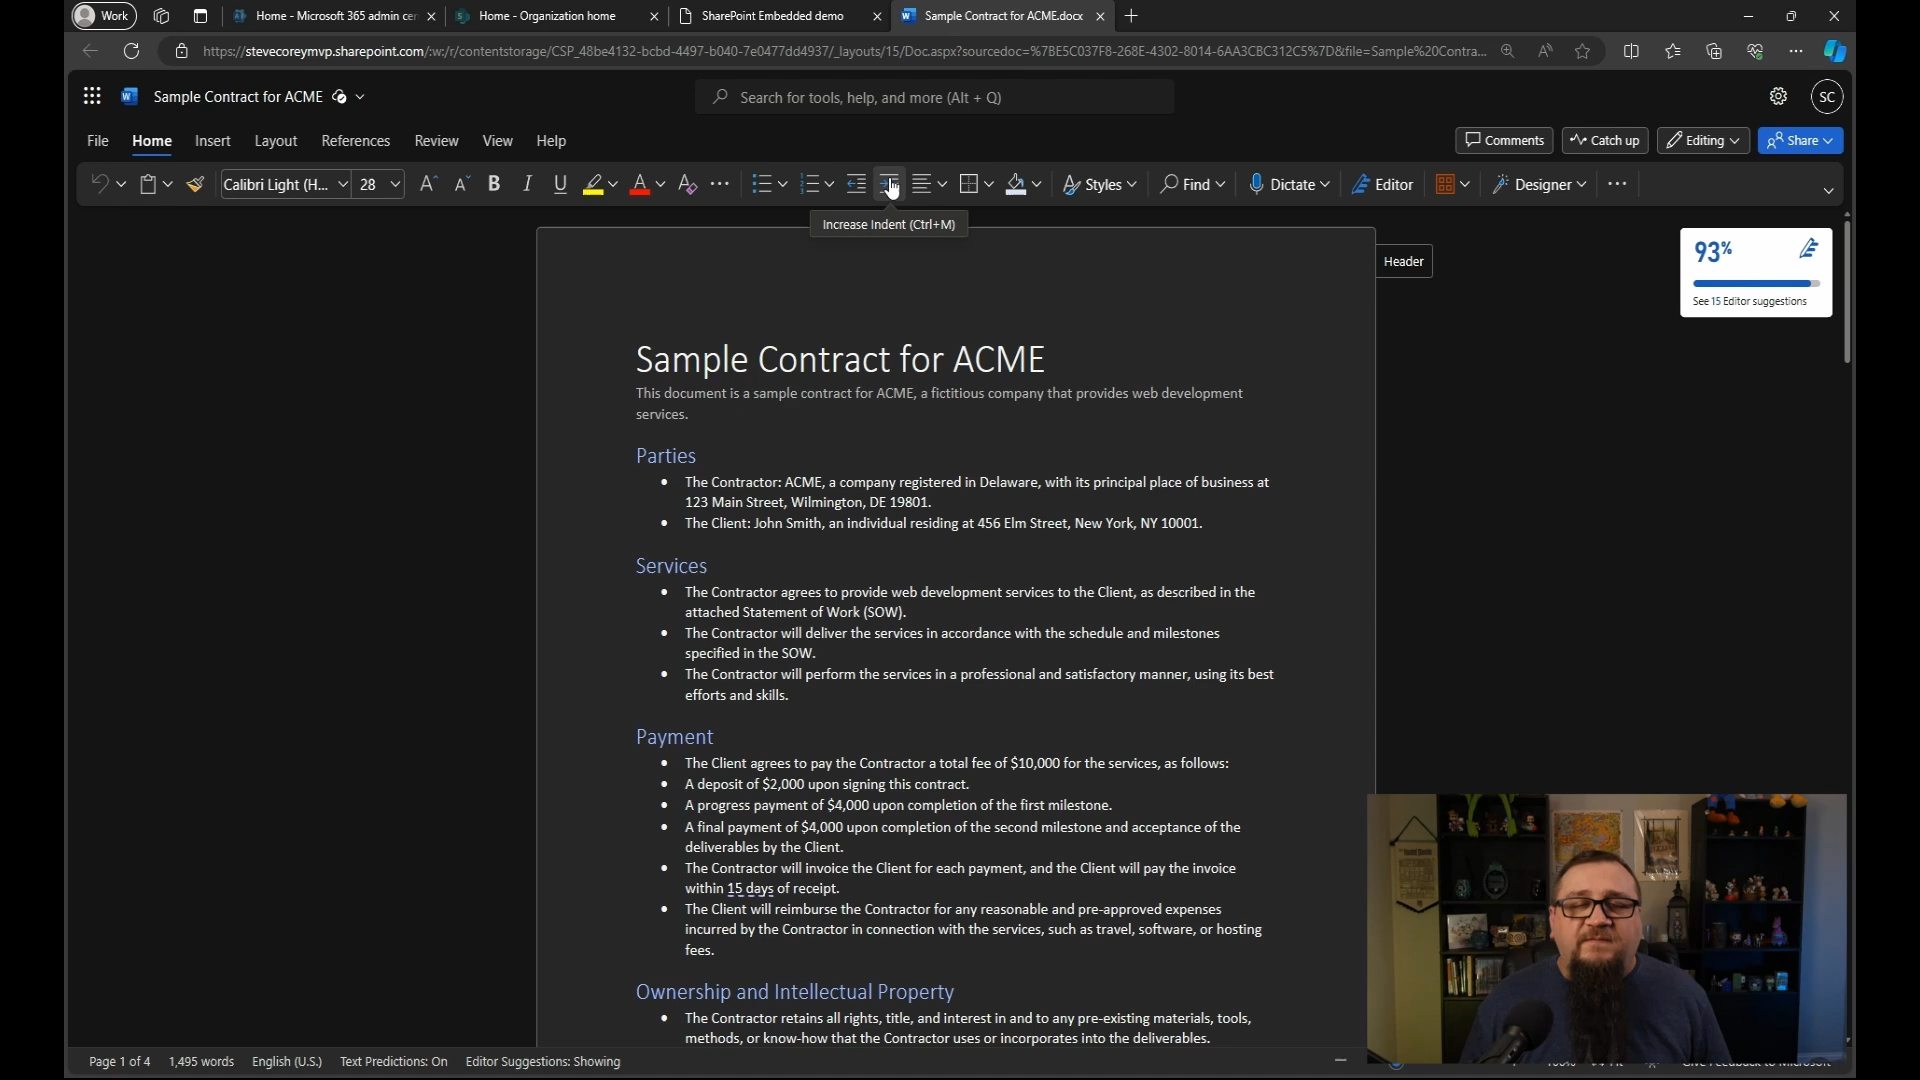 Work
Home - Microsoft 365 admin cer
Home - Organization home
SharePoint Embedded demo
Sample Contract for ACME.docx
https://stevecoreymvp.sharepoint.com/:w:/r/contentstorage/CSP_48be4132-bcbd-4497-b040-7e0477dd4937/_layouts/15/Doc.aspx?sourcedoc=%7BE5C037F8-268E-4302-8014-6AA3CBC312C5%7D&file=Sample%20Contra...
Sample Contract for ACME
Search for tools, help, and more (Alt + Q)
SC
File Home Insert Layout References Review View Help
Comments Catch up Editing Share
Calibri Light (H... 28 Styles Find Dictate Editor Designer
Increase Indent (Ctrl+M)
Header
93%
See 15 Editor suggestions
Sample Contract for ACME
This document is a sample contract for ACME, a fictitious company that provides web development
services.
Parties
• The Contractor: ACME, a company registered in Delaware, with its principal place of business at
123 Main Street, Wilmington, DE 19801.
• The Client: John Smith, an individual residing at 456 Elm Street, New York, NY 10001.
Services
• The Contractor agrees to provide web development services to the Client, as described in the
attached Statement of Work (SOW).
• The Contractor will deliver the services in accordance with the schedule and milestones
specified in the SOW.
• The Contractor will perform the services in a professional and satisfactory manner, using its best
efforts and skills.
Payment
• The Client agrees to pay the Contractor a total fee of $10,000 for the services, as follows:
• A deposit of $2,000 upon signing this contract.
• A progress payment of $4,000 upon completion of the first milestone.
• A final payment of $4,000 upon completion of the second milestone and acceptance of the
deliverables by the Client.
• The Contractor will invoice the Client for each payment, and the Client will pay the invoice
within 15 days of receipt.
• The Client will reimburse the Contractor for any reasonable and pre-approved expenses
incurred by the Contractor in connection with the services, such as travel, software, or hosting
fees.
Ownership and Intellectual Property
• The Contractor retains all rights, title, and interest in and to any pre-existing materials, tools,
methods, or know-how that the Contractor uses or incorporates into the deliverables.
Page 1 of 4 1,495 words English (U.S.) Text Predictions: On Editor Suggestions: Showing